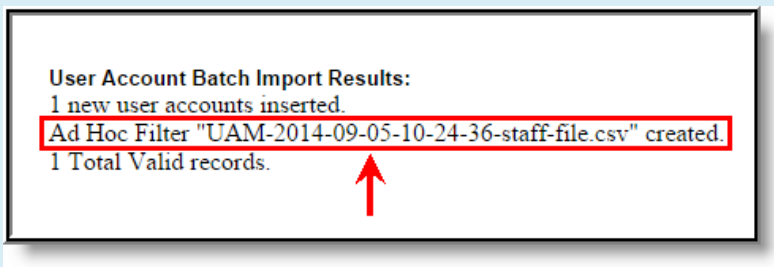 User Account Batch Import Results:
1 new user accounts inserted.
Ad Hoc Filter "UAM-2014-09-05-10-24-36-staff-file.csv" created.
1 Total Valid records.